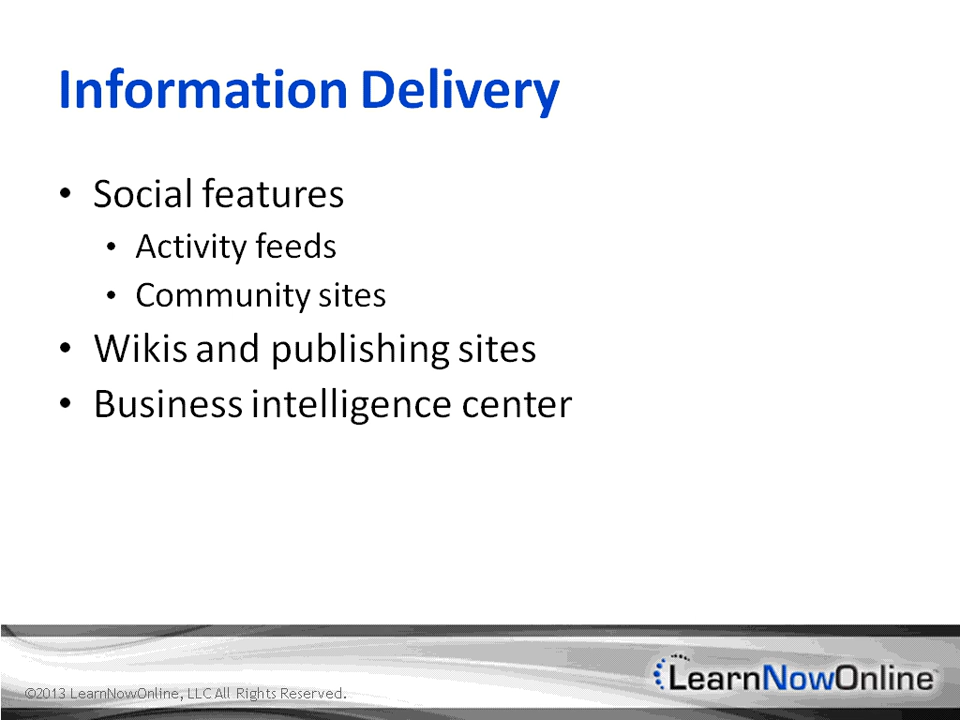 Information Delivery
• Social features
• Activity feeds
• Community sites
• Wikis and publishing sites
• Business intelligence center
©2013 LearnNowOnline, LLC All Rights Reserved.
LearnNowOnline